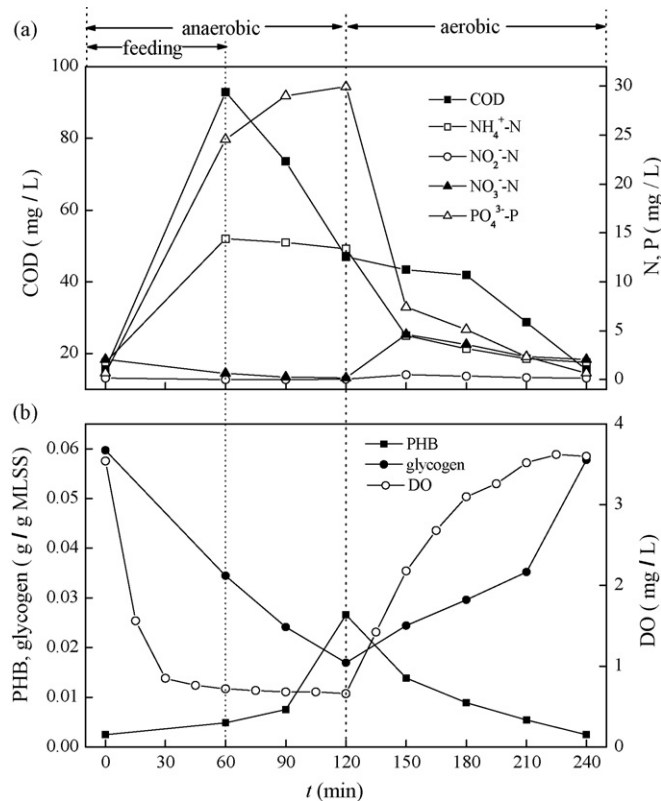 (a)
anaerobic
aerobic
feeding
100
80
60
40
20
COD ( mg / L)
30
25
20
15
10
5
0
N, P ( mg / L)
COD
NH₄⁺-N
NO₂⁻-N
NO₃⁻-N
PO₄³⁻-P
(b)
0.06
0.05
0.04
0.03
0.02
0.01
0.00
PHB, glycogen ( g / g MLSS)
4
3
2
1
0
DO ( mg / L)
PHB
glycogen
DO
0 30 60 90 120 150 180 210 240
t (min)